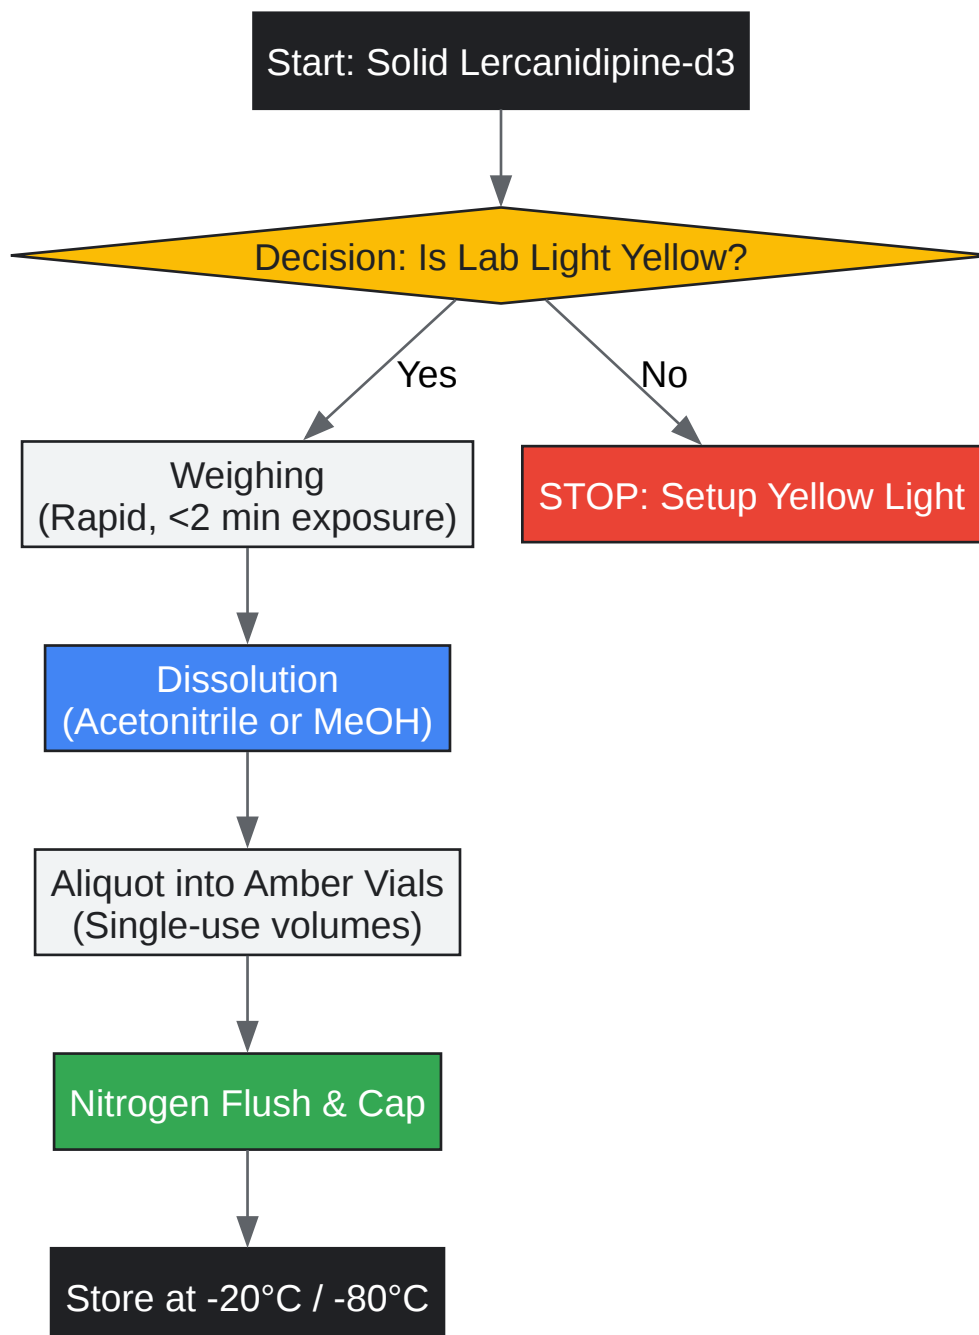 Start: Solid Lercanidipine-d3
Decision: Is Lab Light Yellow?
Yes
No
Weighing
(Rapid, <2 min exposure)
STOP: Setup Yellow Light
Dissolution
(Acetonitrile or MeOH)
Aliquot into Amber Vials
(Single-use volumes)
Nitrogen Flush & Cap
Store at -20°C / -80°C